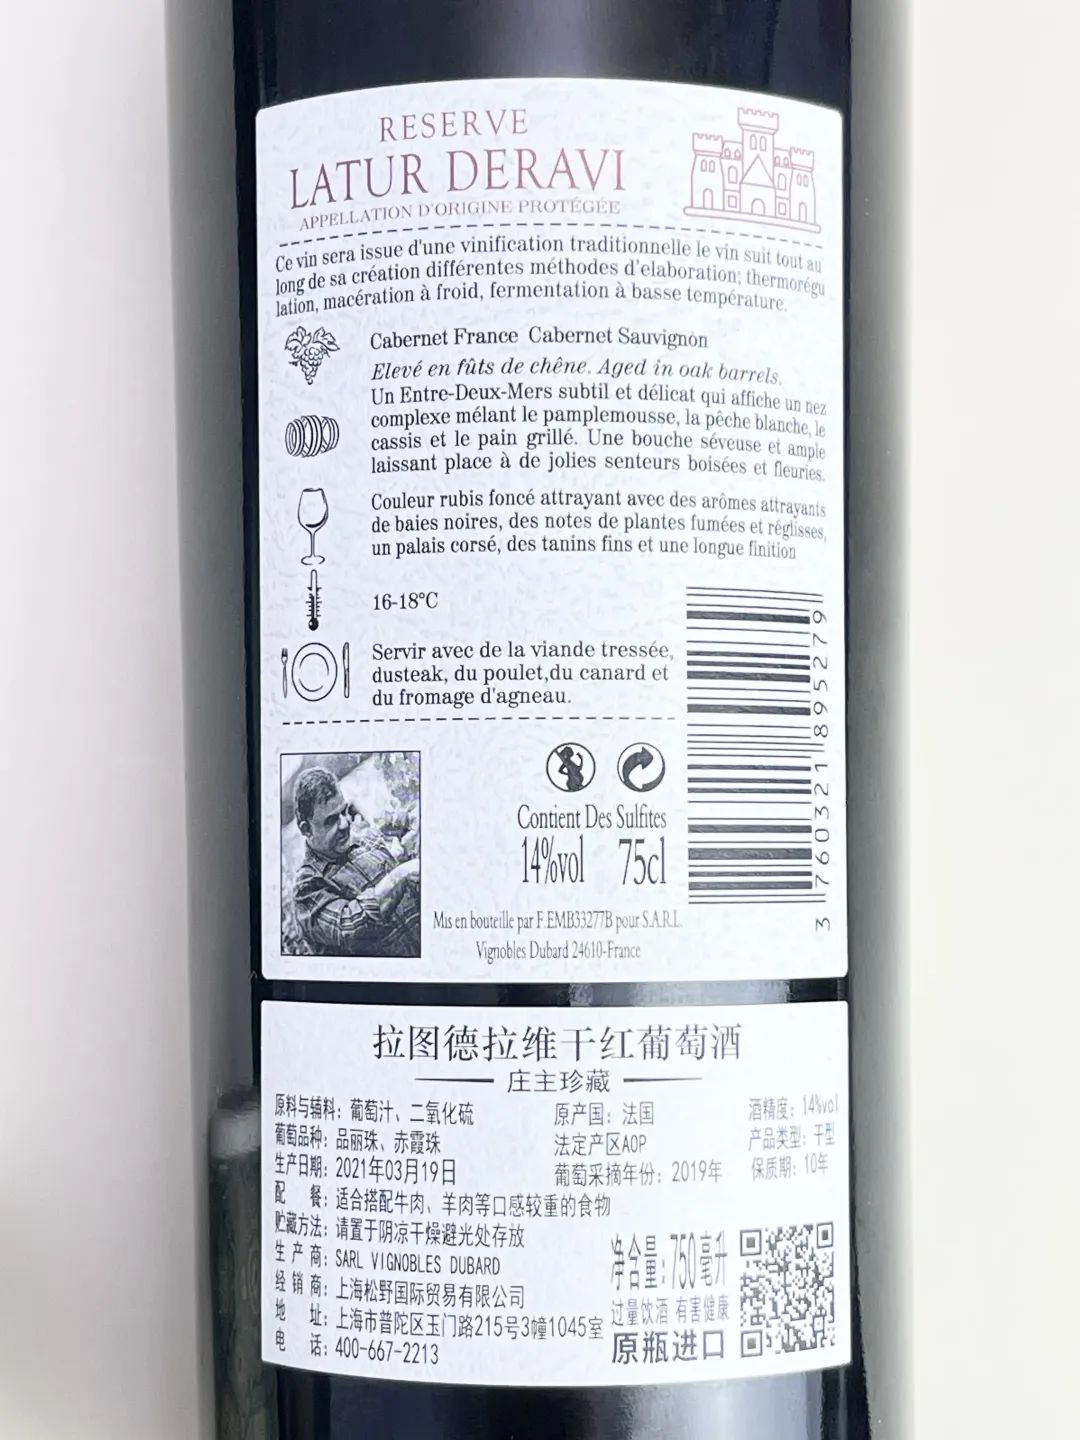 RESERVE
LATUR DERAVI
APPELLATION D'ORIGINE PROTÉGÉE
Ce vin sera issue d'une vinification traditionnelle le vin suit tout au
long de sa création différentes méthodes d'elaboration; thermorégu
lation, macération à froid, fermentation à basse température.
Cabernet France Cabernet Sauvignon
Elevé en fûts de chêne. Aged in oak barrels.
Un Entre-Deux-Mers subtil et délicat qui affiche un nez
complexe mélant le pamplemousse, la pêche blanche, le
cassis et le pain grillé. Une bouche séveuse et ample
laissant place à de jolies senteurs boisées et fleuries.
Couleur rubis foncé attrayant avec des arômes attrayants
de baies noires, des notes de plantes fumées et réglisses,
un palais corsé, des tanins fins et une longue finition
16-18°C
Servir avec de la viande tressée,
dusteak, du poulet,du canard et
du fromage d'agneau.
3 760321 895279
Contient Des Sulfites
14%vol 75cl
Mis en bouteille par F.EMB33277B pour S.A.R.L.
Vignobles Dubard 24610-France
拉图德拉维干红葡萄酒
庄主珍藏
原料与辅料：葡萄汁、二氧化硫 原产国：法国 酒精度：14%vol
葡萄品种：品丽珠、赤霞珠 法定产区AOP 产品类型：干型
生产日期：2021年03月19日 葡萄采摘年份：2019年 保质期：10年
配 餐：适合搭配牛肉、羊肉等口感较重的食物
贮藏方法：请置于阴凉干燥避光处存放
生 产 商：SARL VIGNOBLES DUBARD
经 销 商：上海松野国际贸易有限公司
地 址：上海市普陀区玉门路215号3幢1045室
电 话：400-667-2213
净含量：750毫升
过量饮酒 有害健康
原瓶进口